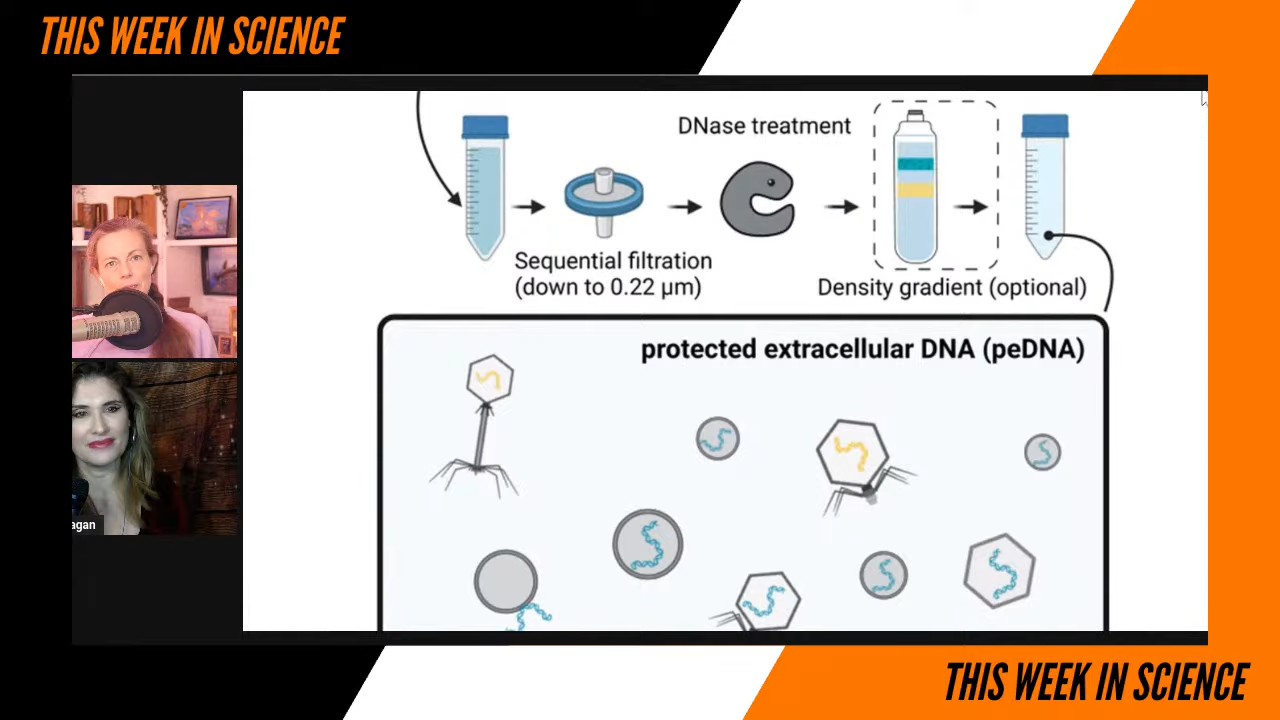 THIS WEEK IN SCIENCE
DNase treatment
Sequential filtration
(down to 0.22 µm)
Density gradient (optional)
protected extracellular DNA (peDNA)
agan
THIS WEEK IN SCIENCE